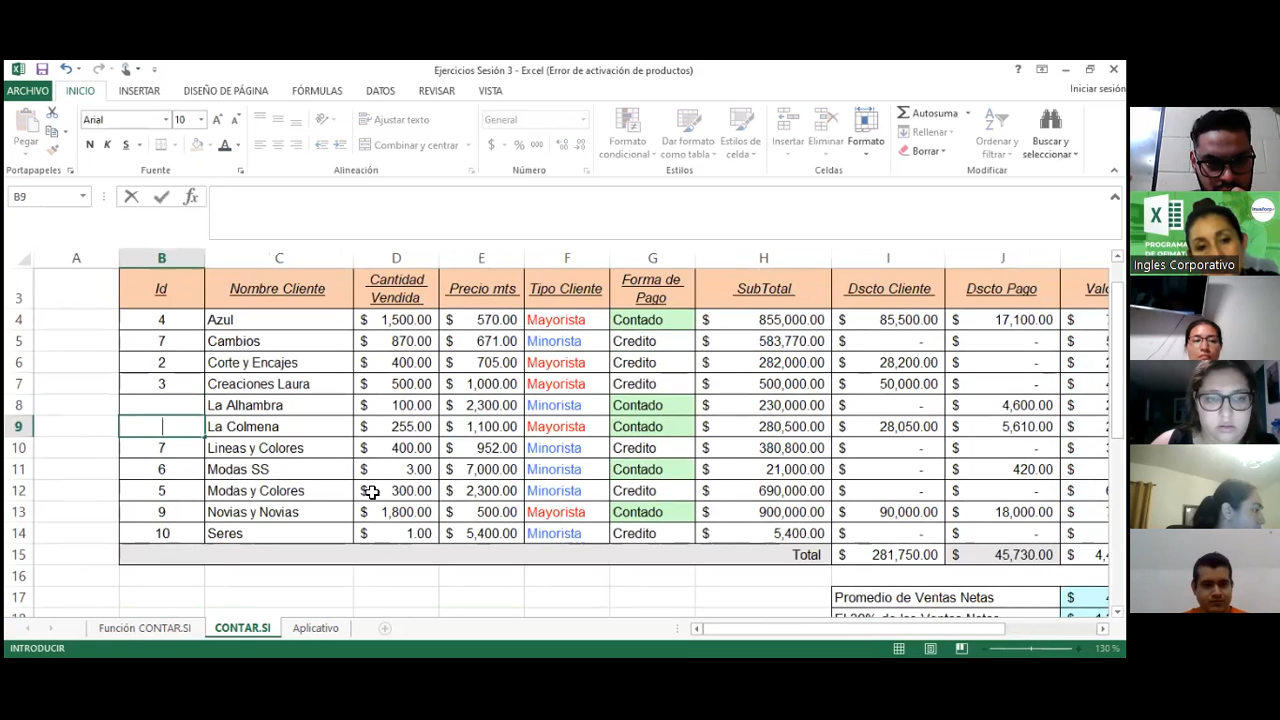 Ejercicios Sesión 3 - Excel (Error de activación de productos)
ARCHIVO INICIO INSERTAR DISEÑO DE PÁGINA FÓRMULAS DATOS REVISAR VISTA Iniciar sesión
Pegar Arial 10 Ajustar texto General Formato condicional Dar formato como tabla Estilos de celda Insertar Eliminar Formato Autosuma Ordenar y filtrar Buscar y seleccionar
N K S Combinar y centrar $ % 000 Rellenar
Borrar
Portapapeles Fuente Alineación Número Estilos Celdas Modificar
B9 fx
A B C D E F G H I J
3 Id Nombre Cliente Cantidad Vendida Precio mts Tipo Cliente Forma de Pago SubTotal Dscto Cliente Dscto Pago Valo
4 4 Azul $ 1,500.00 $ 570.00 Mayorista Contado $ 855,000.00 $ 85,500.00 $ 17,100.00 $
5 7 Cambios $ 870.00 $ 671.00 Minorista Credito $ 583,770.00 $ - $ - $
6 2 Corte y Encajes $ 400.00 $ 705.00 Mayorista Credito $ 282,000.00 $ 28,200.00 $ - $
7 3 Creaciones Laura $ 500.00 $ 1,000.00 Mayorista Credito $ 500,000.00 $ 50,000.00 $ - $
8 La Alhambra $ 100.00 $ 2,300.00 Minorista Contado $ 230,000.00 $ - $ 4,600.00 $
9 La Colmena $ 255.00 $ 1,100.00 Mayorista Contado $ 280,500.00 $ 28,050.00 $ 5,610.00 $
10 7 Lineas y Colores $ 400.00 $ 952.00 Minorista Credito $ 380,800.00 $ - $ - $
11 6 Modas SS $ 3.00 $ 7,000.00 Minorista Contado $ 21,000.00 $ - $ 420.00 $
12 5 Modas y Colores $ 300.00 $ 2,300.00 Minorista Credito $ 690,000.00 $ - $ - $
13 9 Novias y Novias $ 1,800.00 $ 500.00 Mayorista Contado $ 900,000.00 $ 90,000.00 $ 18,000.00 $
14 10 Seres $ 1.00 $ 5,400.00 Minorista Credito $ 5,400.00 $ - $ - $
15 Total $ 281,750.00 $ 45,730.00 $
16
17 Promedio de Ventas Netas $
Función CONTAR.SI CONTAR.SI Aplicativo
INTRODUCIR 130 %
PROGRAMA
DE OFIMÁT
Ingles Corporativo